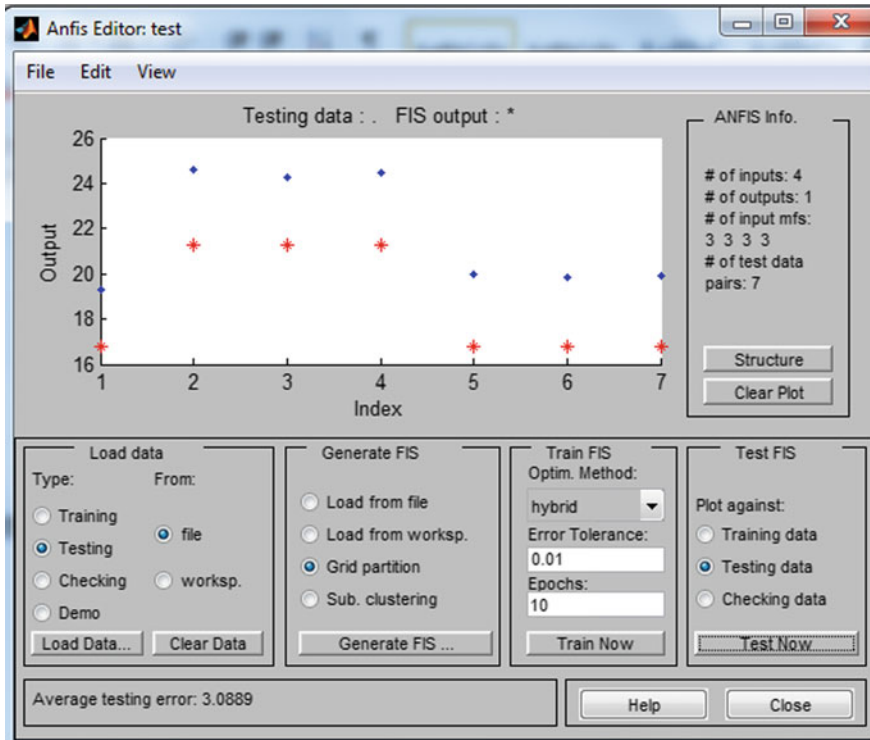 Anfis Editor: test
File Edit View
Testing data : . FIS output : *
26
24
22
20
18
16
Output
1 2 3 4 5 6 7
Index
ANFIS Info.
# of inputs: 4
# of outputs: 1
# of input mfs:
3 3 3 3
# of test data
pairs: 7
Structure
Clear Plot
Load data
Type: From:
Training
Testing
Checking
Demo
file
worksp.
Load Data... Clear Data
Generate FIS
Load from file
Load from worksp.
Grid partition
Sub. clustering
Generate FIS ...
Train FIS
Optim. Method:
hybrid
Error Tolerance:
0.01
Epochs:
10
Train Now
Test FIS
Plot against:
Training data
Testing data
Checking data
Test Now
Average testing error: 3.0889
Help Close